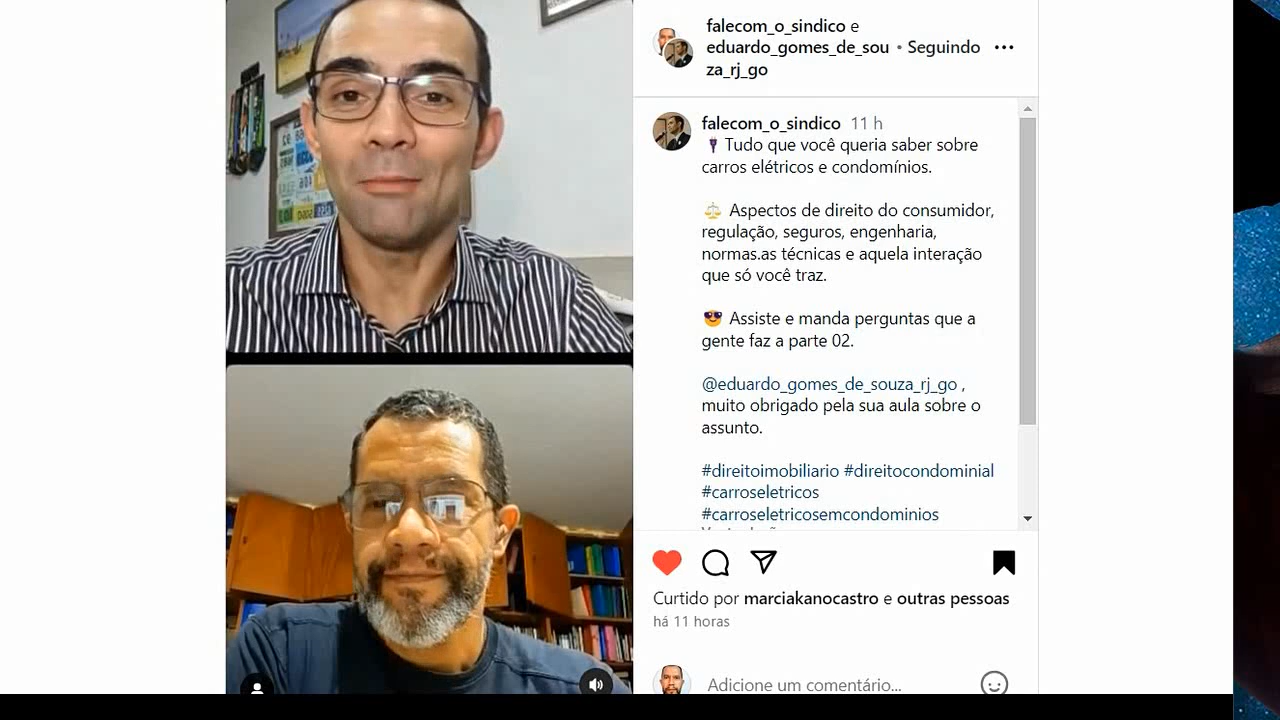 falecom_o_sindico e
eduardo_gomes_de_sou • Seguindo
za_rj_go
falecom_o_sindico 11 h
Tudo que você queria saber sobre
carros elétricos e condomínios.
Aspectos de direito do consumidor,
regulação, seguros, engenharia,
normas.as técnicas e aquela interação
que só você traz.
Assiste e manda perguntas que a
gente faz a parte 02.
@eduardo_gomes_de_souza_rj_go ,
muito obrigado pela sua aula sobre o
assunto.
#direitoimobiliario #direitocondominial
#carroseletricos
#carroseletricosemcondominios
Curtido por marciakanocastro e outras pessoas
há 11 horas
Adicione um comentário...